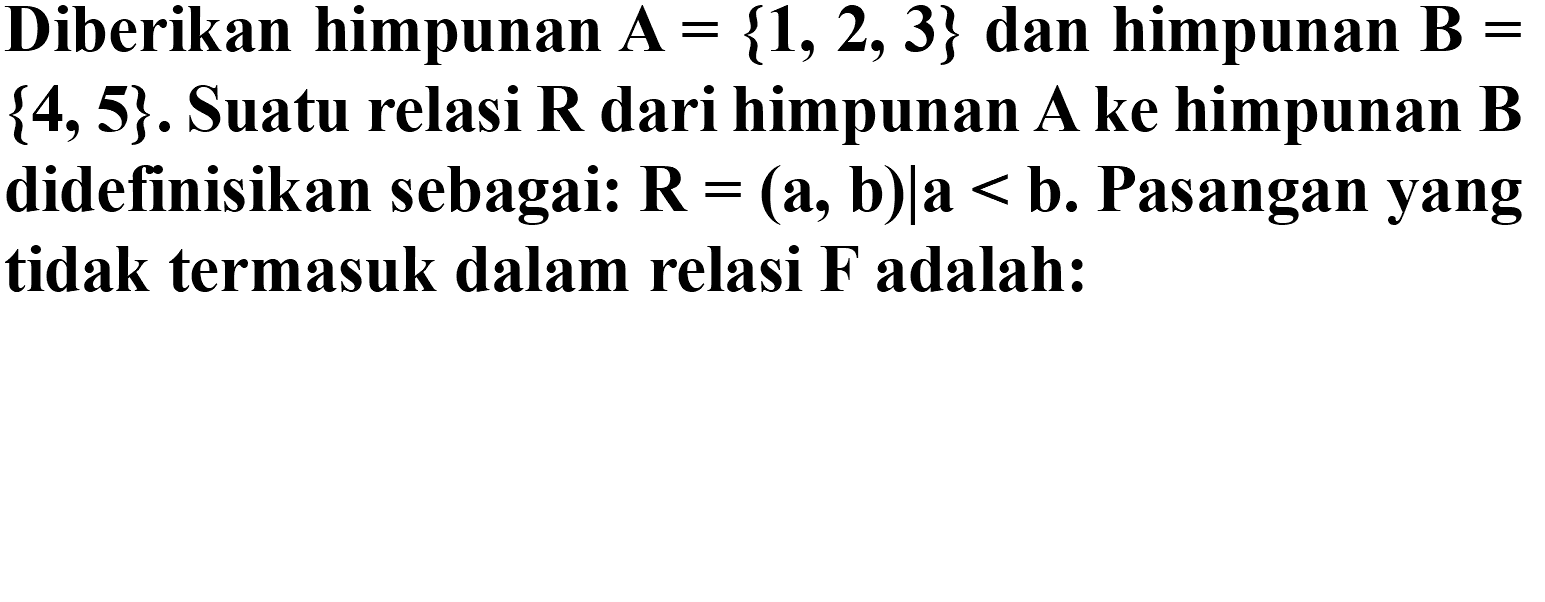 Diberikan himpunan A = {1, 2, 3} dan himpunan B =
{4, 5}. Suatu relasi R dari himpunan A ke himpunan B
didefinisikan sebagai: R = (a, b)|a < b. Pasangan yang
tidak termasuk dalam relasi F adalah: